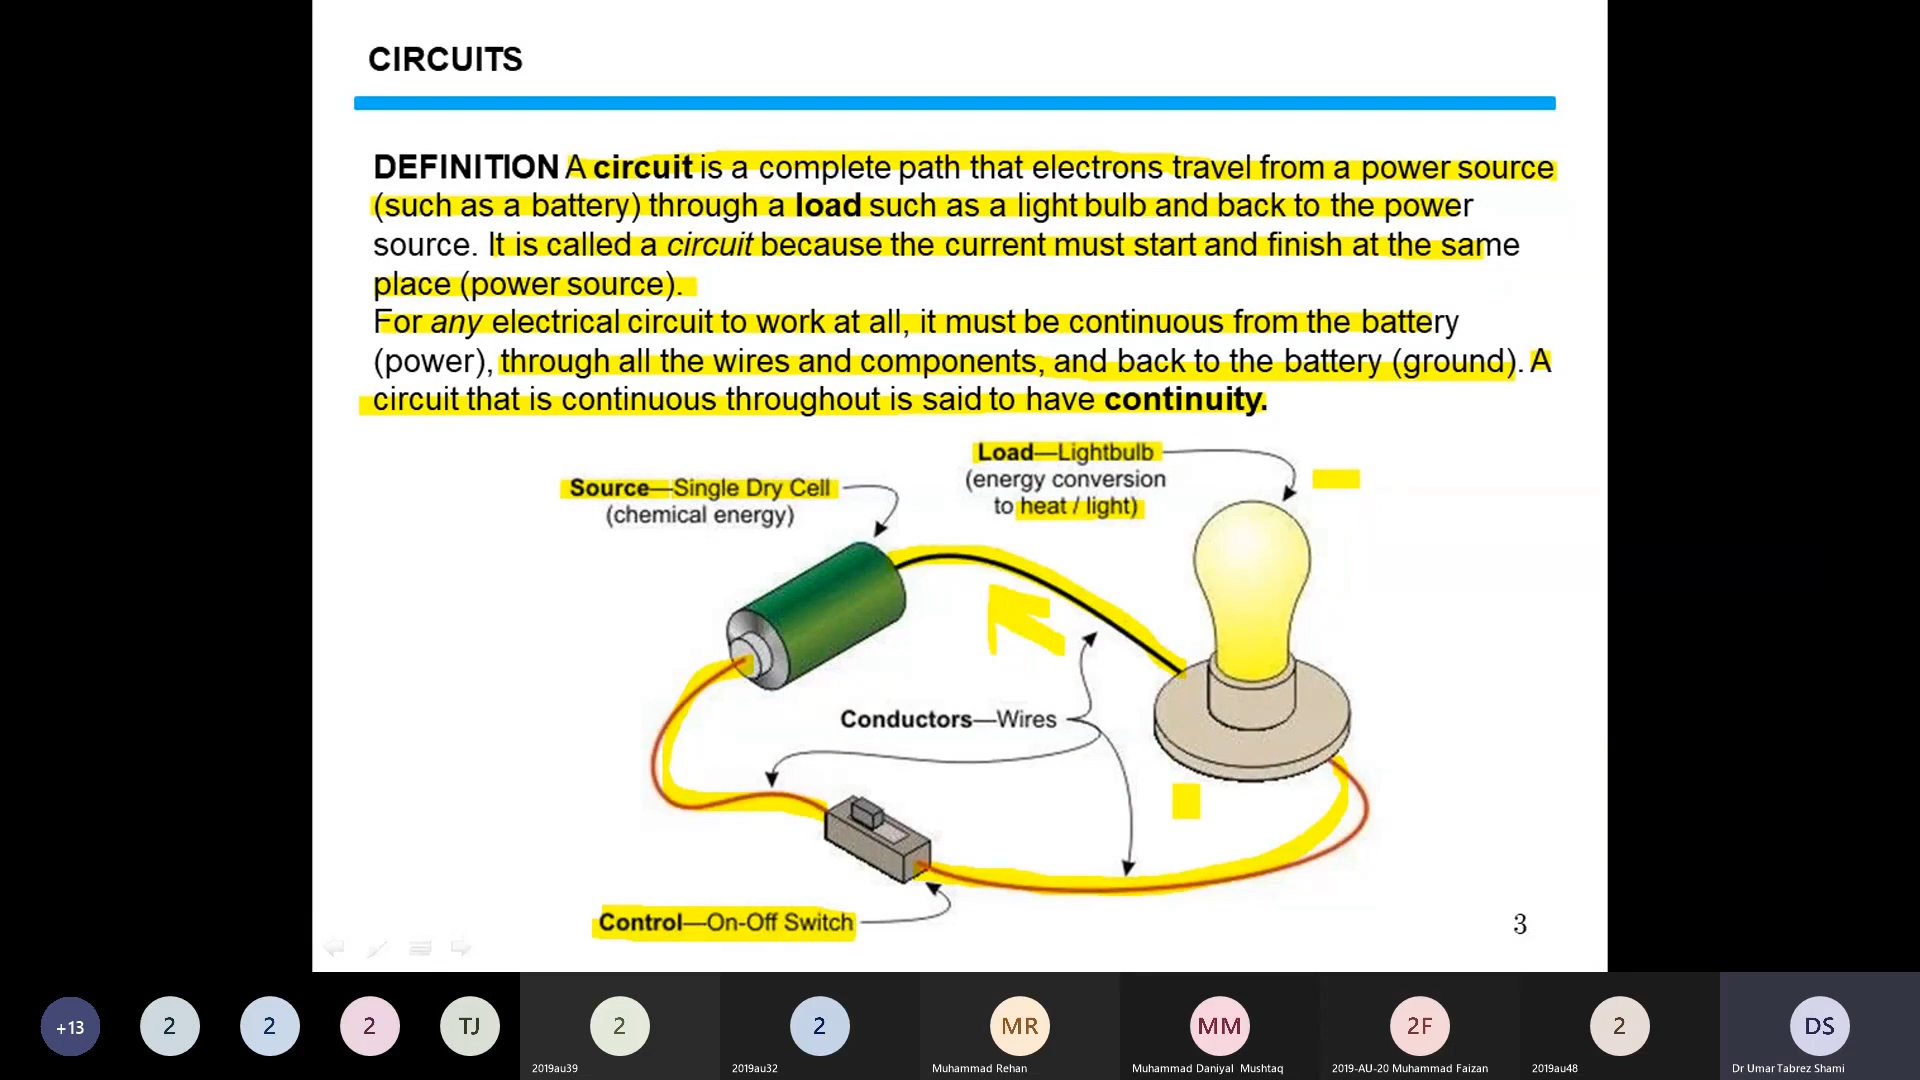 CIRCUITS
DEFINITION A circuit is a complete path that electrons travel from a power source
(such as a battery) through a load such as a light bulb and back to the power
source. It is called a circuit because the current must start and finish at the same
place (power source).
For any electrical circuit to work at all, it must be continuous from the battery
(power), through all the wires and components, and back to the battery (ground). A
circuit that is continuous throughout is said to have continuity.
Load—Lightbulb
(energy conversion
to heat / light)
Source—Single Dry Cell
(chemical energy)
Conductors—Wires
Control—On-Off Switch
3
+13
2
2
2
TJ
2
2
MR
MM
2F
2
DS
2019au39
2019au32
Muhammad Rehan
Muhammad Daniyal Mushtaq
2019-AU-20 Muhammad Faizan
2019au48
Dr Umar Tabrez Shami